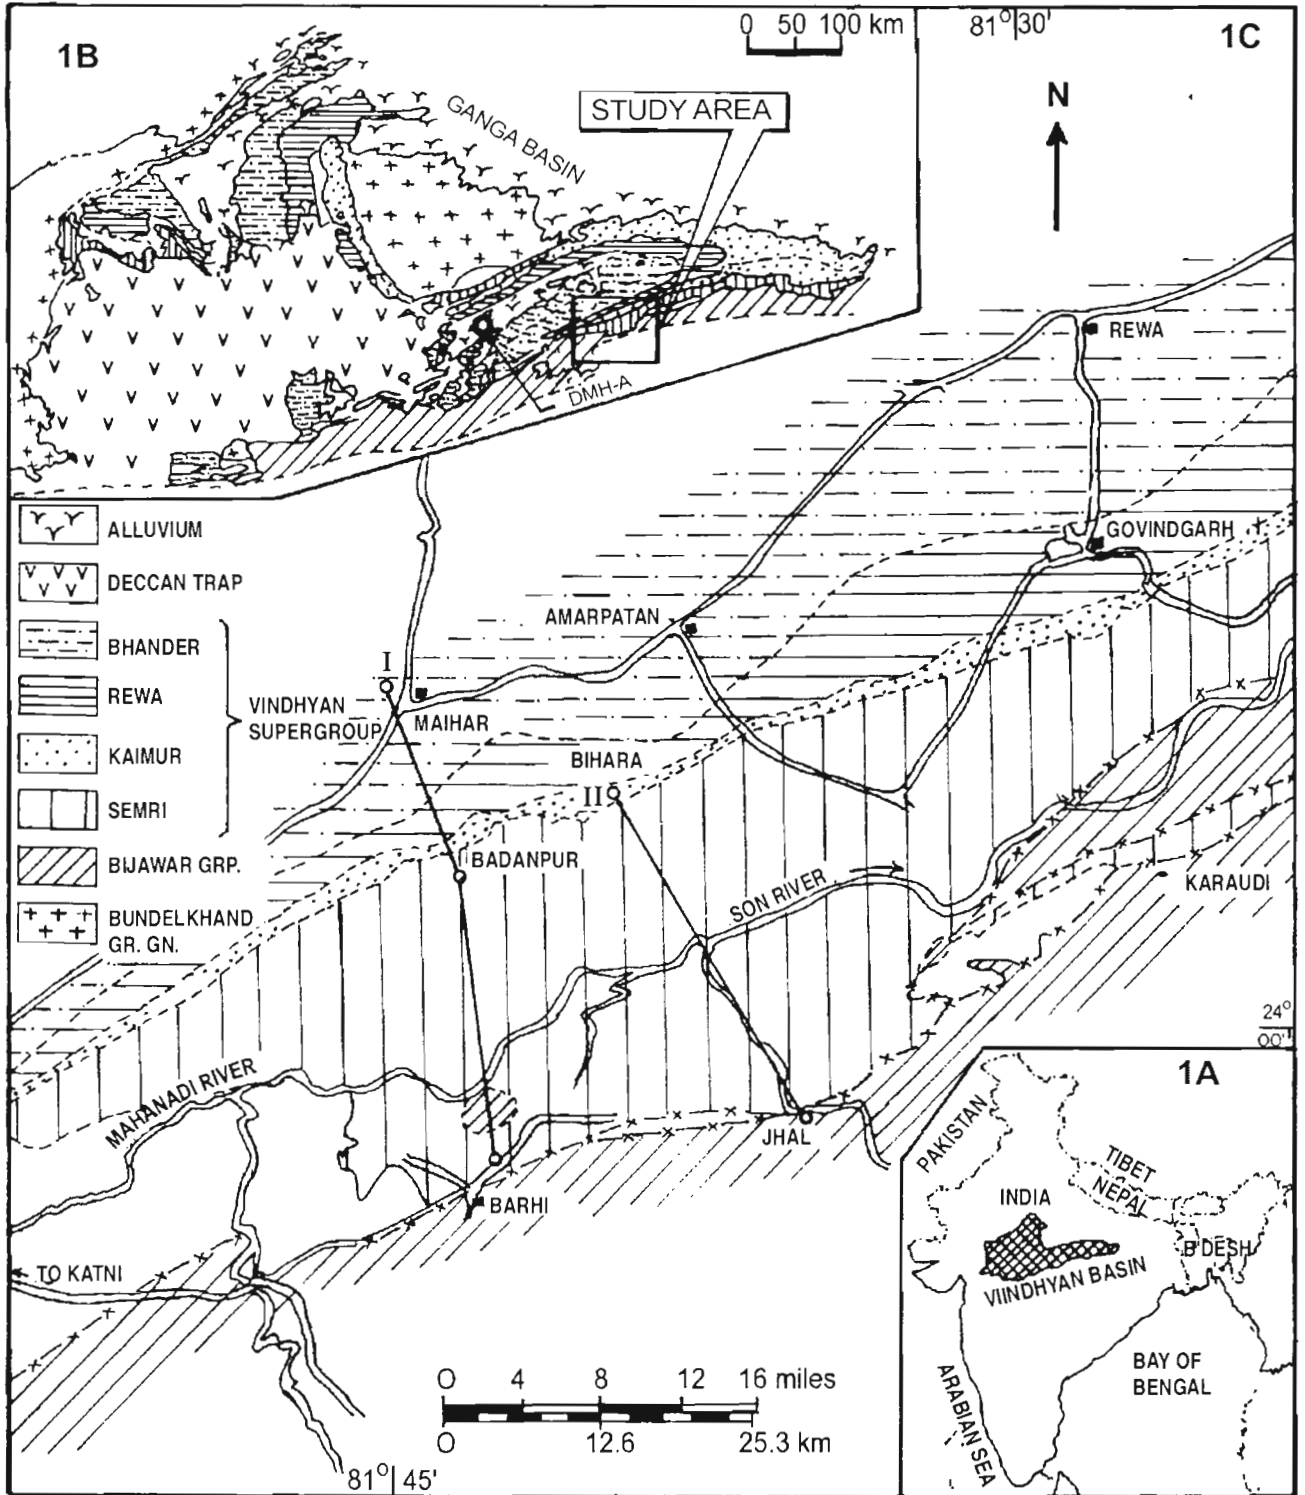 1B
0 50 100 km
81° 30'
1C
GANGA BASIN
STUDY AREA
N
REWA
DMH-A
ALLUVIUM
DECCAN TRAP
BHANDER
REWA
KAIMUR
SEMRI
VINDHYAN
SUPERGROUP
BIJAWAR GRP.
BUNDELKHAND
GR. GN.
GOVINDGARH
AMARPATAN
I
MAIHAR
BIHARA
II
BADANPUR
SON RIVER
KARAUDI
24°
00'
MAHANADI RIVER
JHAL
BARHI
TO KATNI
1A
PAKISTAN
TIBET
NEPAL
INDIA
B'DESH
VIINDHYAN BASIN
BAY OF
BENGAL
ARABIAN SEA
O 4 8 12 16 miles
O 12.6 25.3 km
81° 45'